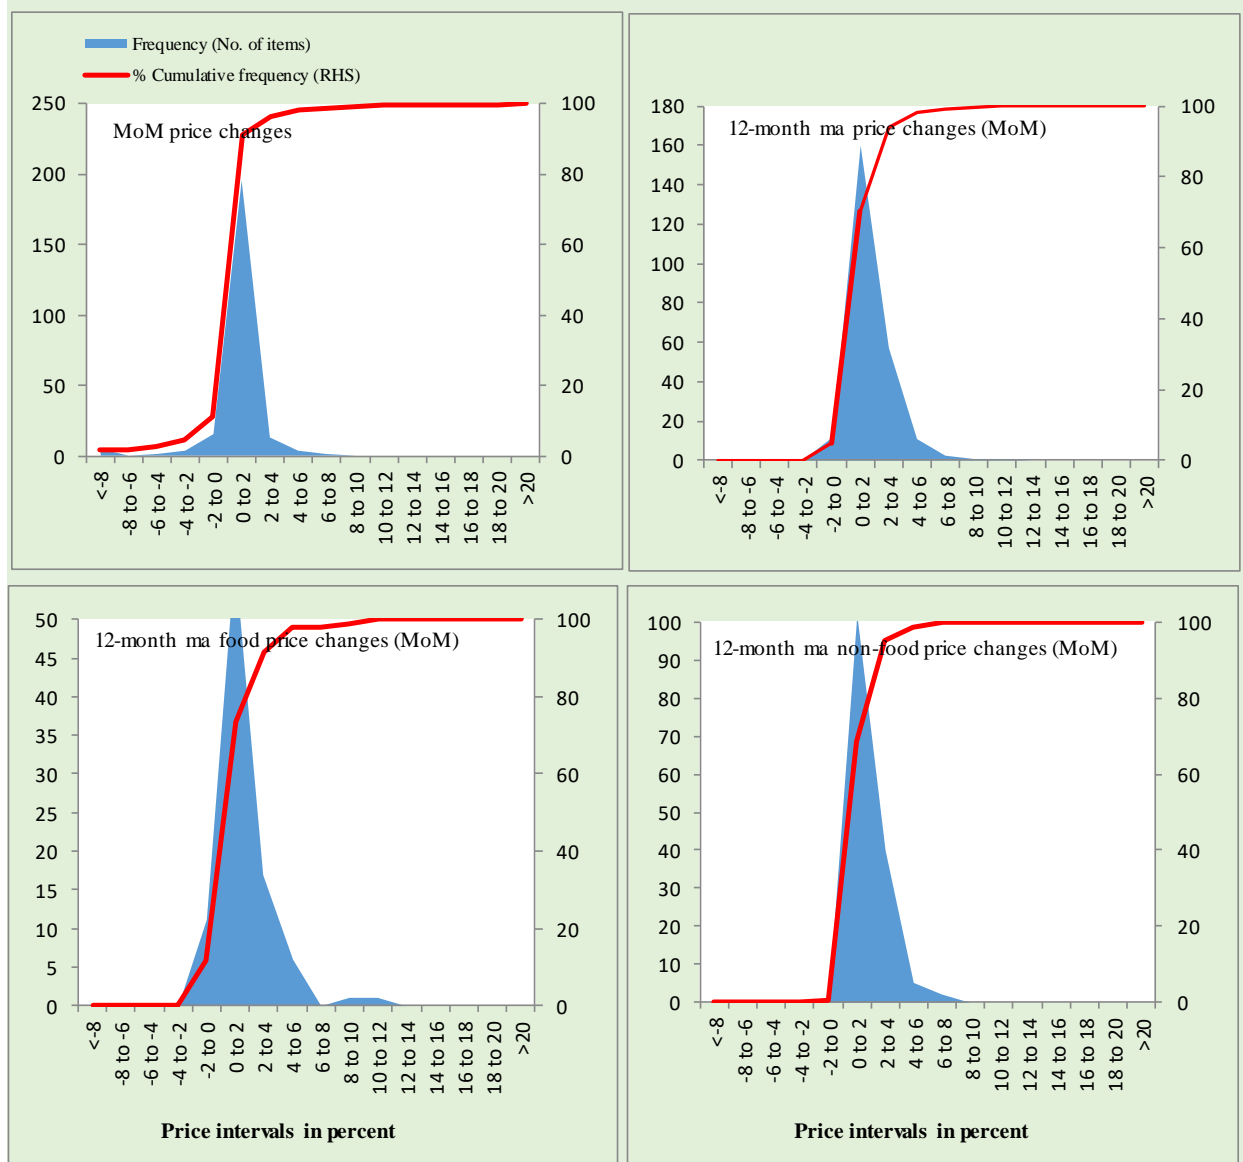 Frequency (No. of items)
% Cumulative frequency (RHS)
MoM price changes
250
200
150
100
50
0
100
80
60
40
20
0
<-8
-8 to -6
-6 to -4
-4 to -2
-2 to 0
0 to 2
2 to 4
4 to 6
6 to 8
8 to 10
10 to 12
12 to 14
14 to 16
16 to 18
18 to 20
>20
12-month ma price changes (MoM)
180
160
140
120
100
80
60
40
20
0
100
80
60
40
20
0
<-8
-8 to -6
-6 to -4
-4 to -2
-2 to 0
0 to 2
2 to 4
4 to 6
6 to 8
8 to 10
10 to 12
12 to 14
14 to 16
16 to 18
18 to 20
>20
12-month ma food price changes (MoM)
50
45
40
35
30
25
20
15
10
5
0
100
80
60
40
20
0
<-8
-8 to -6
-6 to -4
-4 to -2
-2 to 0
0 to 2
2 to 4
4 to 6
6 to 8
8 to 10
10 to 12
12 to 14
14 to 16
16 to 18
18 to 20
>20
Price intervals in percent
12-month ma non-food price changes (MoM)
100
90
80
70
60
50
40
30
20
10
0
100
80
60
40
20
0
<-8
-8 to -6
-6 to -4
-4 to -2
-2 to 0
0 to 2
2 to 4
4 to 6
6 to 8
8 to 10
10 to 12
12 to 14
14 to 16
16 to 18
18 to 20
>20
Price intervals in percent